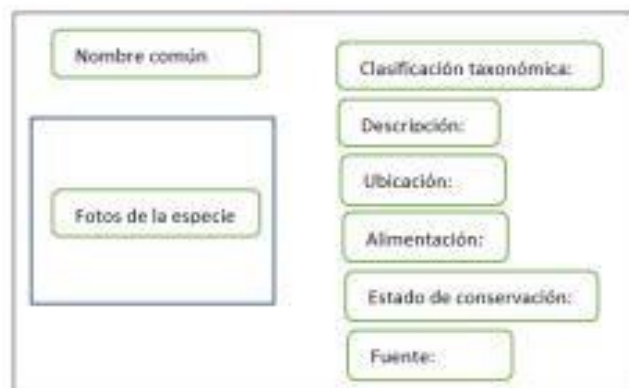 Nombre común
Fotos de la especie
Clasificación taxonómica:
Descripción:
Ubicación:
Alimentación:
Estado de conservación:
Fuente: